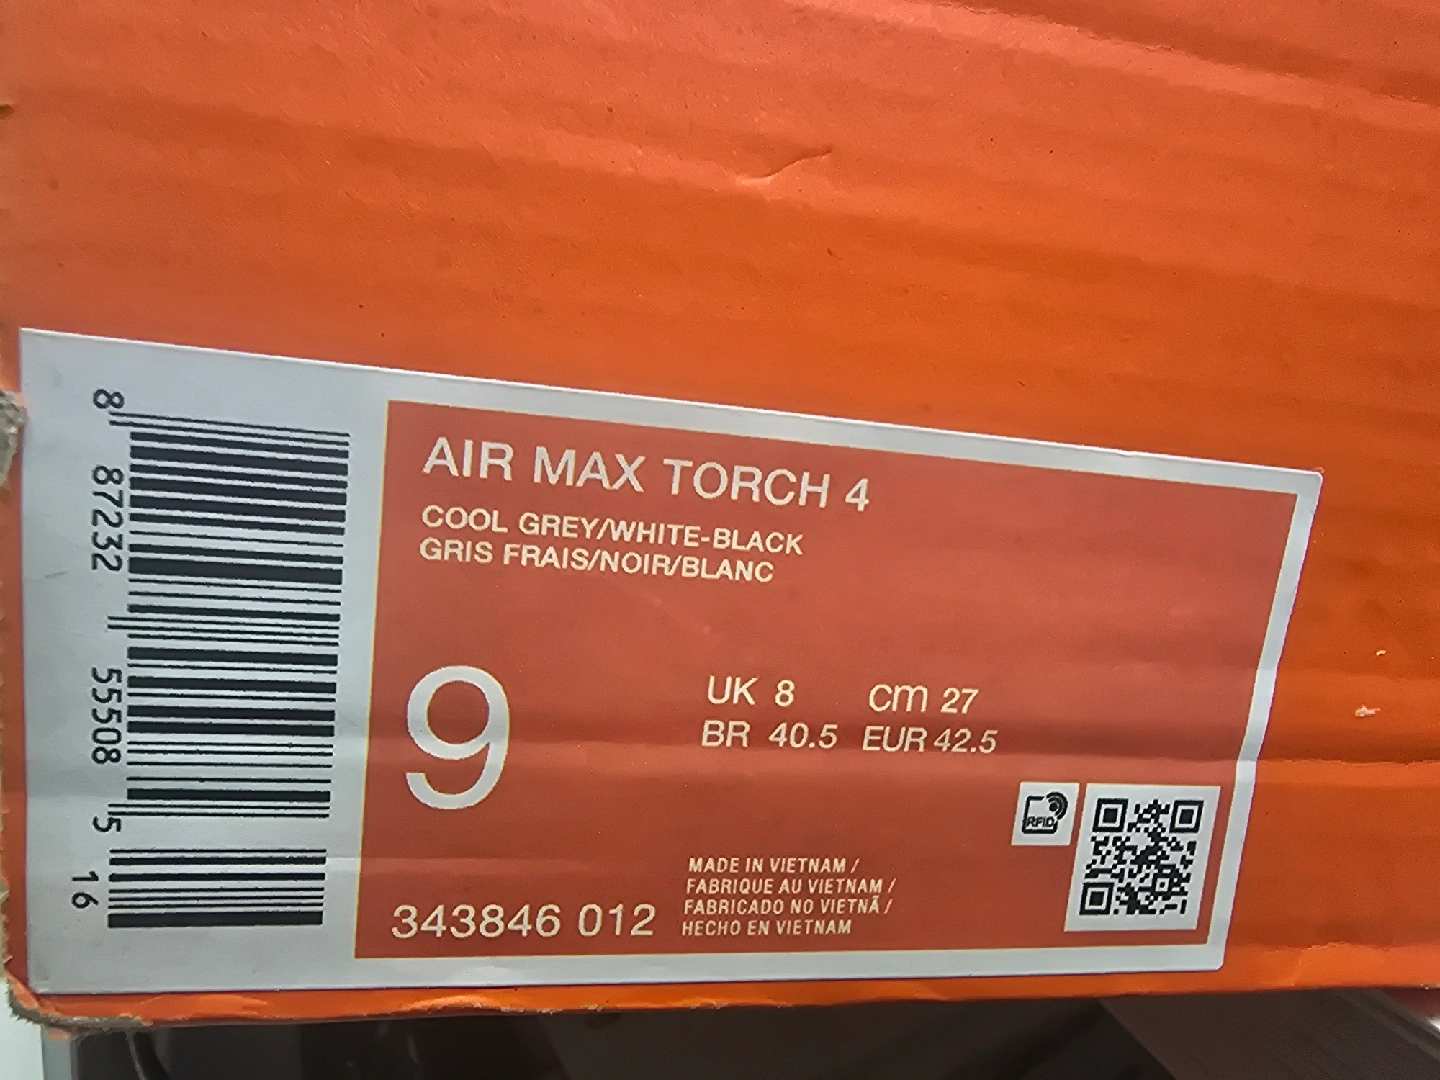 8 87232 55508 5 16
AIR MAX TORCH 4
COOL GREY/WHITE-BLACK
GRIS FRAIS/NOIR/BLANC
9
UK 8 cm 27
BR 40.5 EUR 42.5
RFID
MADE IN VIETNAM /
FABRIQUE AU VIETNAM /
FABRICADO NO VIETNÃ /
HECHO EN VIETNAM
343846 012